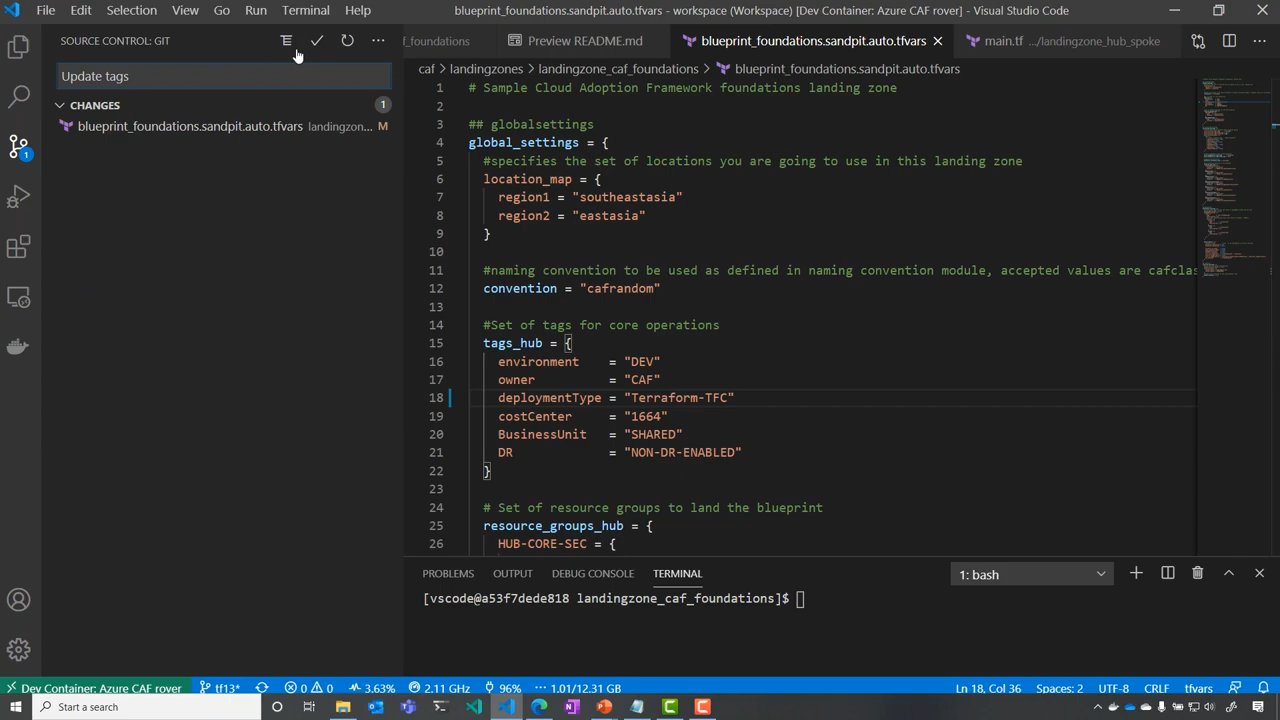 File Edit Selection View Go Run Terminal Help
blueprint_foundations.sandpit.auto.tfvars - workspace (Workspace) [Dev Container: Azure CAF rover] - Visual Studio Code
SOURCE CONTROL: GIT
f_foundations Preview README.md blueprint_foundations.sandpit.auto.tfvars main.tf .../landingzone_hub_spoke
Update tags
CHANGES 1
blueprint_foundations.sandpit.auto.tfvars landingzon... M
1
caf > landingzones > landingzone_caf_foundations > blueprint_foundations.sandpit.auto.tfvars
1 # Sample Cloud Adoption Framework foundations landing zone
2
3 ## globalsettings
4 global_settings = {
5 #specifies the set of locations you are going to use in this landing zone
6 location_map = {
7 region1 = "southeastasia"
8 region2 = "eastasia"
9 }
10
11 #naming convention to be used as defined in naming convention module, accepted values are cafclas
12 convention = "cafrandom"
13
14 #Set of tags for core operations
15 tags_hub = {
16 environment = "DEV"
17 owner = "CAF"
18 deploymentType = "Terraform-TFC"
19 costCenter = "1664"
20 BusinessUnit = "SHARED"
21 DR = "NON-DR-ENABLED"
22 }
23
24 # Set of resource groups to land the blueprint
25 resource_groups_hub = {
26 HUB-CORE-SEC = {
PROBLEMS OUTPUT DEBUG CONSOLE TERMINAL 1: bash
[vscode@a53f7dede818 landingzone_caf_foundations]$
Dev Container: Azure CAF rover tf13* 0 0 3.63% 2.11 GHz 96% 1.01/12.31 GB Ln 18, Col 36 Spaces: 2 UTF-8 CRLF tfvars
Start a search